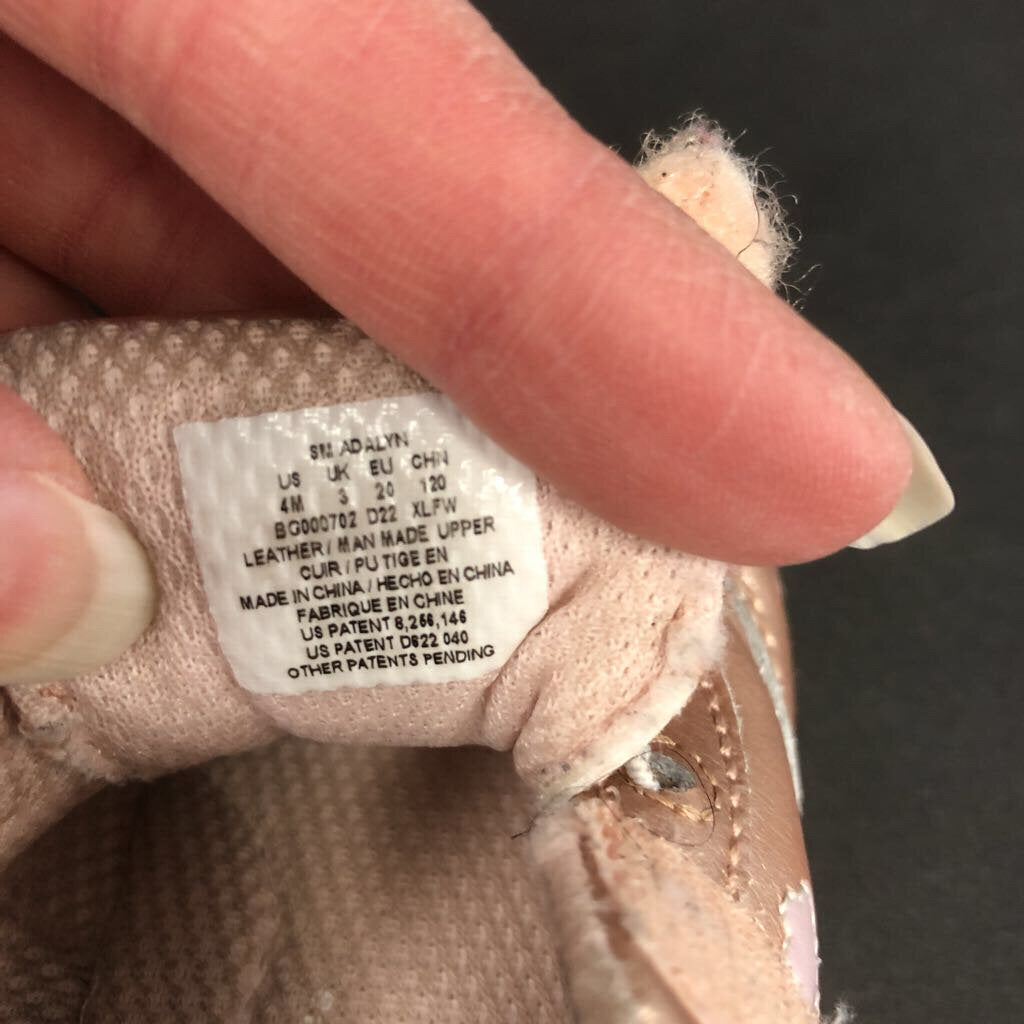 SM ADALYN
US UK EU CHN
4M 3 20 120
BG000702 D22 XLFW
LEATHER / MAN MADE UPPER
CUIR / PU TIGE EN
MADE IN CHINA / HECHO EN CHINA
FABRIQUE EN CHINE
US PATENT 8,256,146
US PATENT D622 040
OTHER PATENTS PENDING